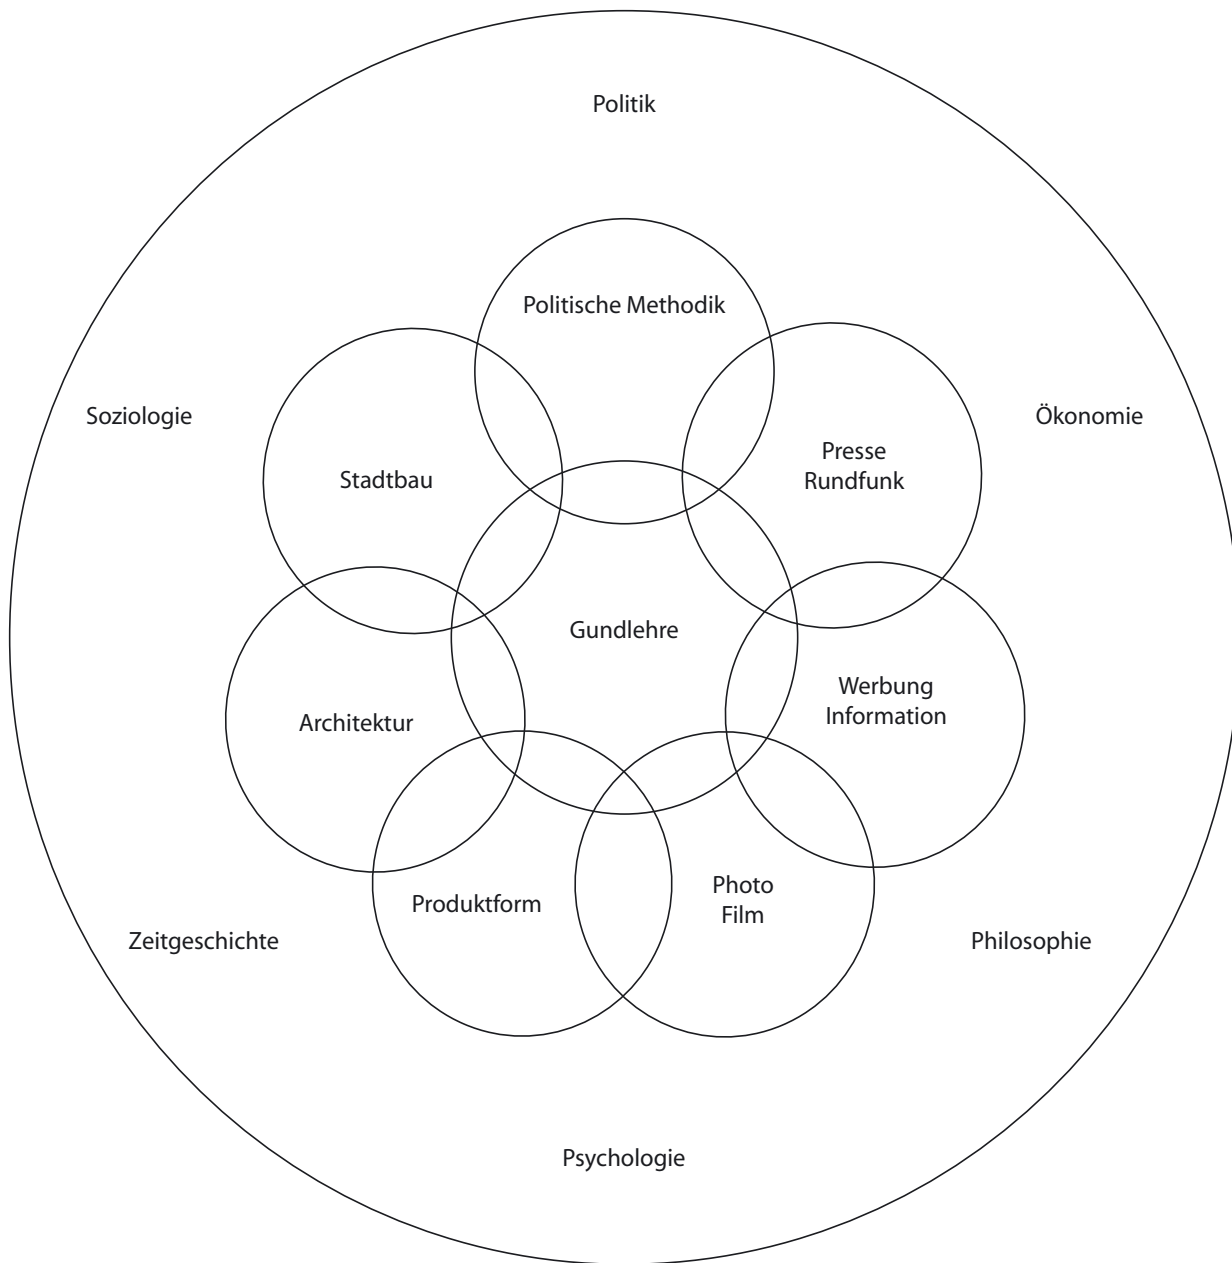 Politik
Politische Methodik
Soziologie
Ökonomie
Presse
Rundfunk
Stadtbau
Gundlehre
Werbung
Information
Architektur
Photo
Film
Produktform
Zeitgeschichte
Philosophie
Psychologie